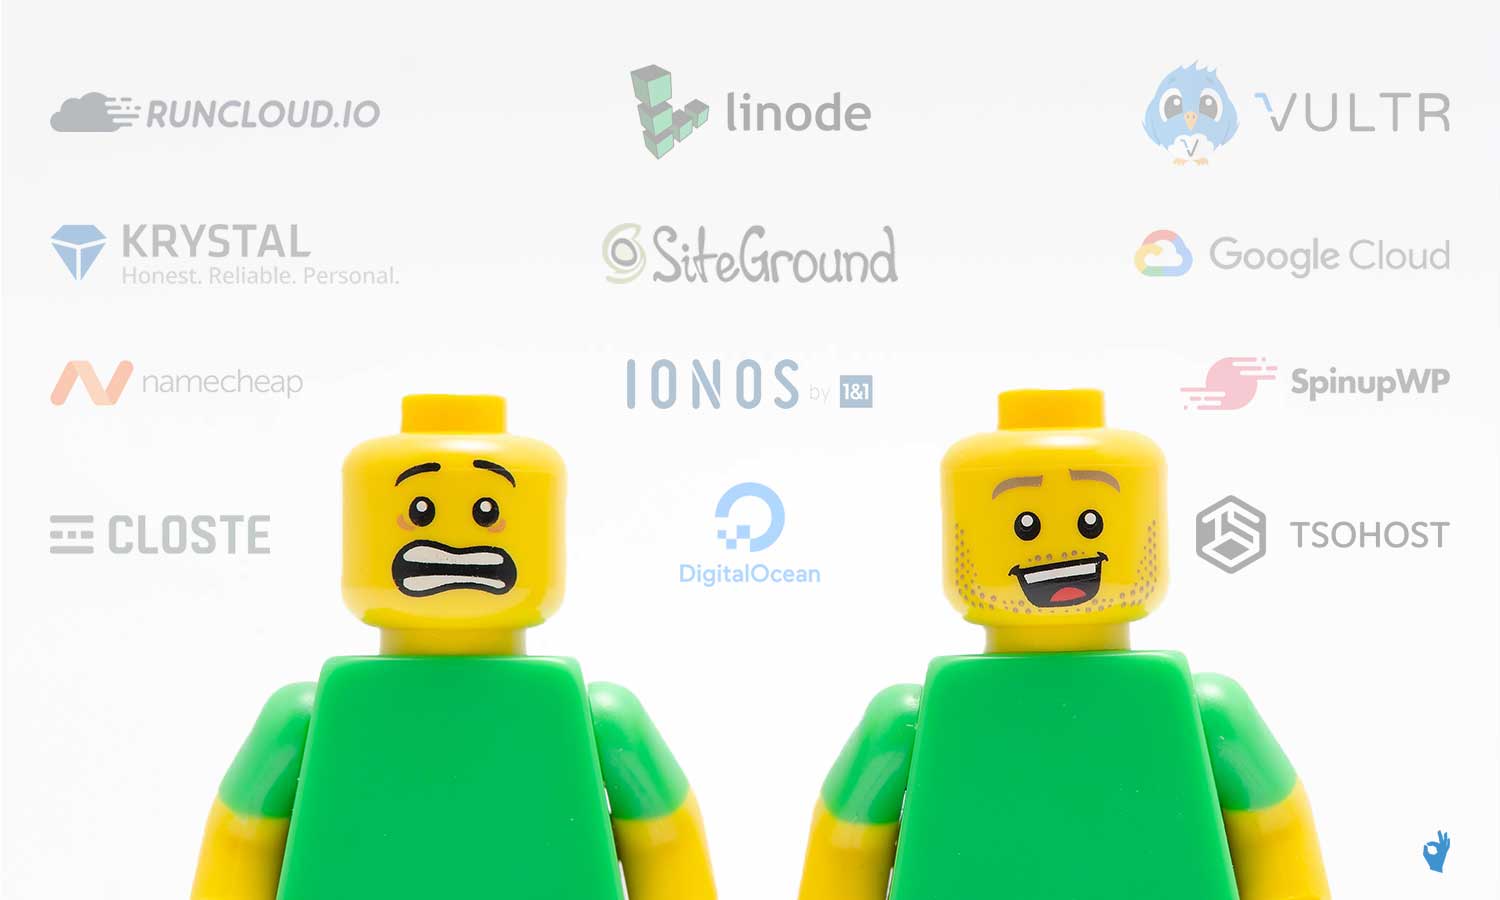 RUNCLOUD.IO
linode
V
VULTR
KRYSTAL
Honest. Reliable. Personal.
SiteGround
Google Cloud
namecheap
IONOS by 1&1
SpinupWP
CLOSTE
DigitalOcean
TS
TSOHOST